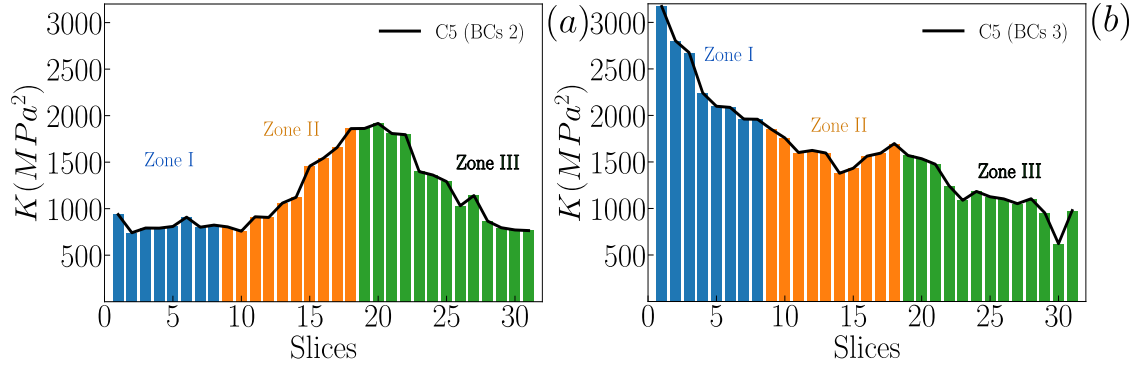 3000
2500
2000
1500
1000
500
K(MPa²)
C5 (BCs 2)
Zone I
Zone II
Zone III
0 5 10 15 20 25 30
Slices
(a)
3000
2500
2000
1500
1000
500
K(MPa²)
C5 (BCs 3)
Zone I
Zone II
Zone III
0 5 10 15 20 25 30
Slices
(b)